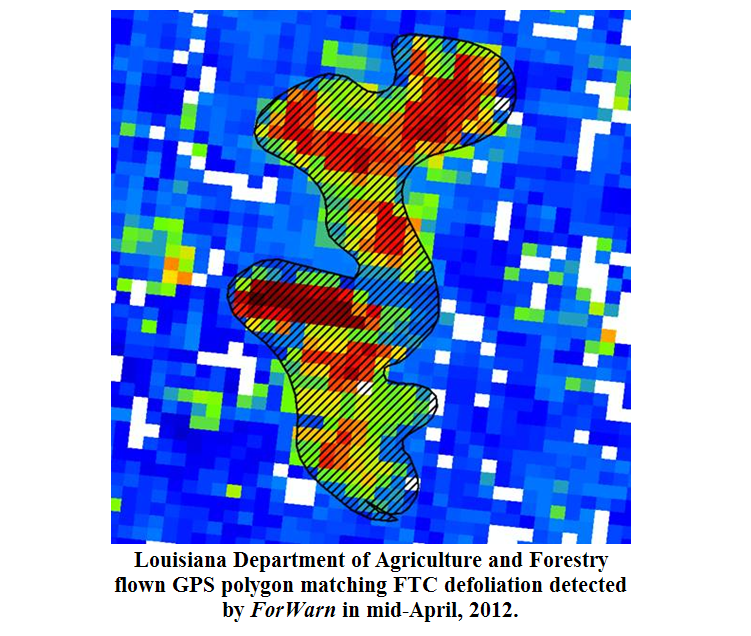 Louisiana Department of Agriculture and Forestry
flown GPS polygon matching FTC defoliation detected
by ForWarn in mid-April, 2012.